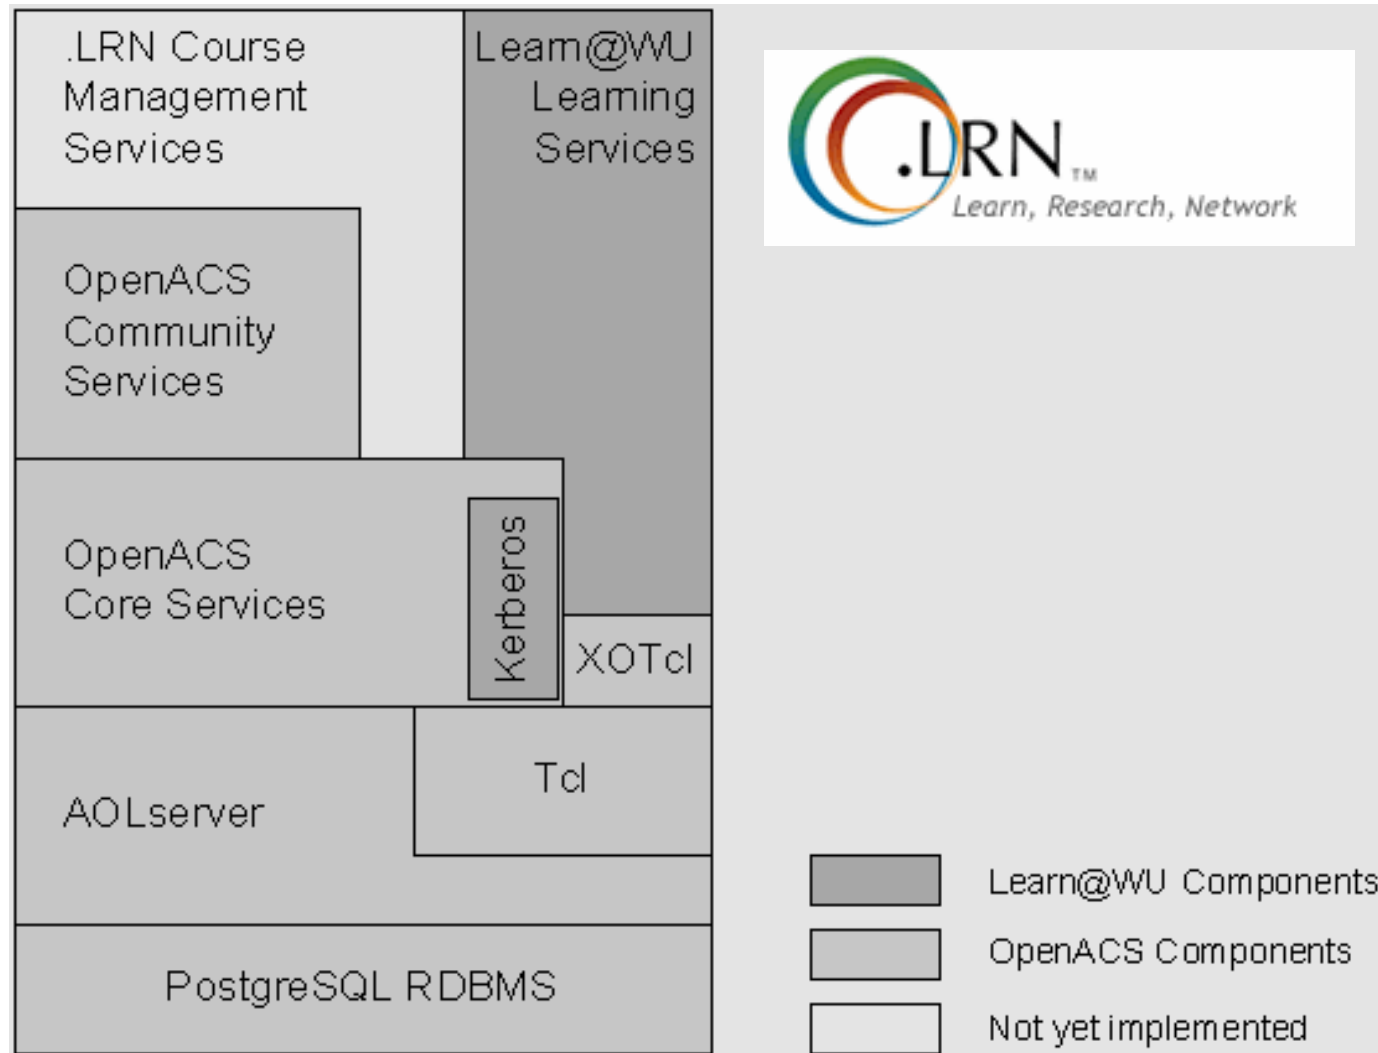 .LRN Course
Management
Services
Learn@WU
Learning
Services
.LRN TM
Learn, Research, Network
OpenACS
Community
Services
OpenACS
Core Services
Kerberos
XOTcl
Tcl
AOLserver
PostgreSQL RDBMS
Learn@WU Components
OpenACS Components
Not yet implemented